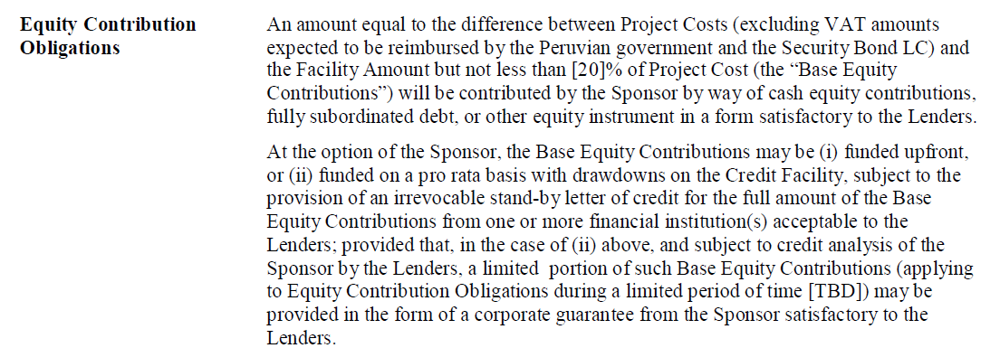 Equity Contribution
Obligations
An amount equal to the difference between Project Costs (excluding VAT amounts
expected to be reimbursed by the Peruvian government and the Security Bond LC) and
the Facility Amount but not less than [20]% of Project Cost (the “Base Equity
Contributions”) will be contributed by the Sponsor by way of cash equity contributions,
fully subordinated debt, or other equity instrument in a form satisfactory to the Lenders.
At the option of the Sponsor, the Base Equity Contributions may be (i) funded upfront,
or (ii) funded on a pro rata basis with drawdowns on the Credit Facility, subject to the
provision of an irrevocable stand-by letter of credit for the full amount of the Base
Equity Contributions from one or more financial institution(s) acceptable to the
Lenders; provided that, in the case of (ii) above, and subject to credit analysis of the
Sponsor by the Lenders, a limited portion of such Base Equity Contributions (applying
to Equity Contribution Obligations during a limited period of time [TBD]) may be
provided in the form of a corporate guarantee from the Sponsor satisfactory to the
Lenders.